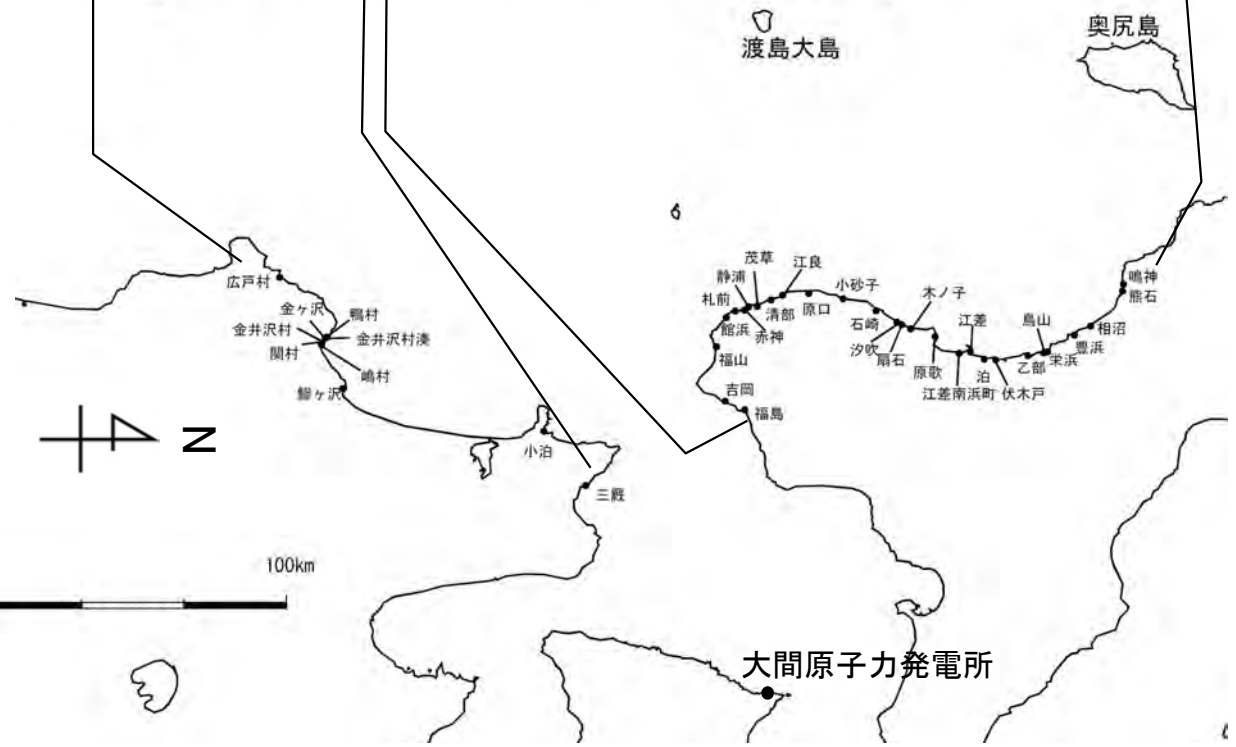 渡島大島
奥尻島
広戸村
金ヶ沢
鴨村
金井沢村
金井沢村湊
関村
嶋村
鰺ヶ沢
小泊
三厩
N
100km
茂草
静浦
江良
札前
清部
館浜
赤神
原口
小砂子
福山
吉岡
福島
石崎
汐吹
扇石
木ノ子
原歌
江差
江差南浜町
泊
伏木戸
乙部
鳥山
栄浜
豊浜
相沼
鳴神
熊石
大間原子力発電所